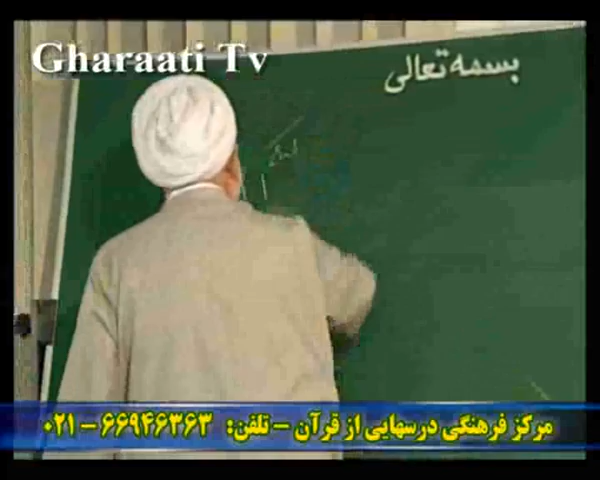 Gharaati Tv
بسمه تعالی
مرکز فرهنگی درسهایی از قرآن - تلفن: ۶۶۹۴۶۳۶۳ - ۰۲۱